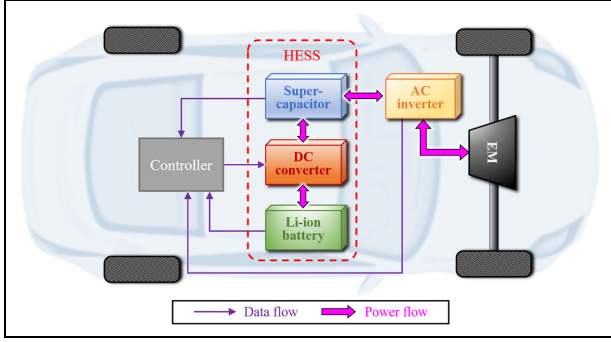 HESS
Super-
capacitor
AC
inverter
Controller
DC
converter
EM
Li-ion
battery
Data flow
Power flow